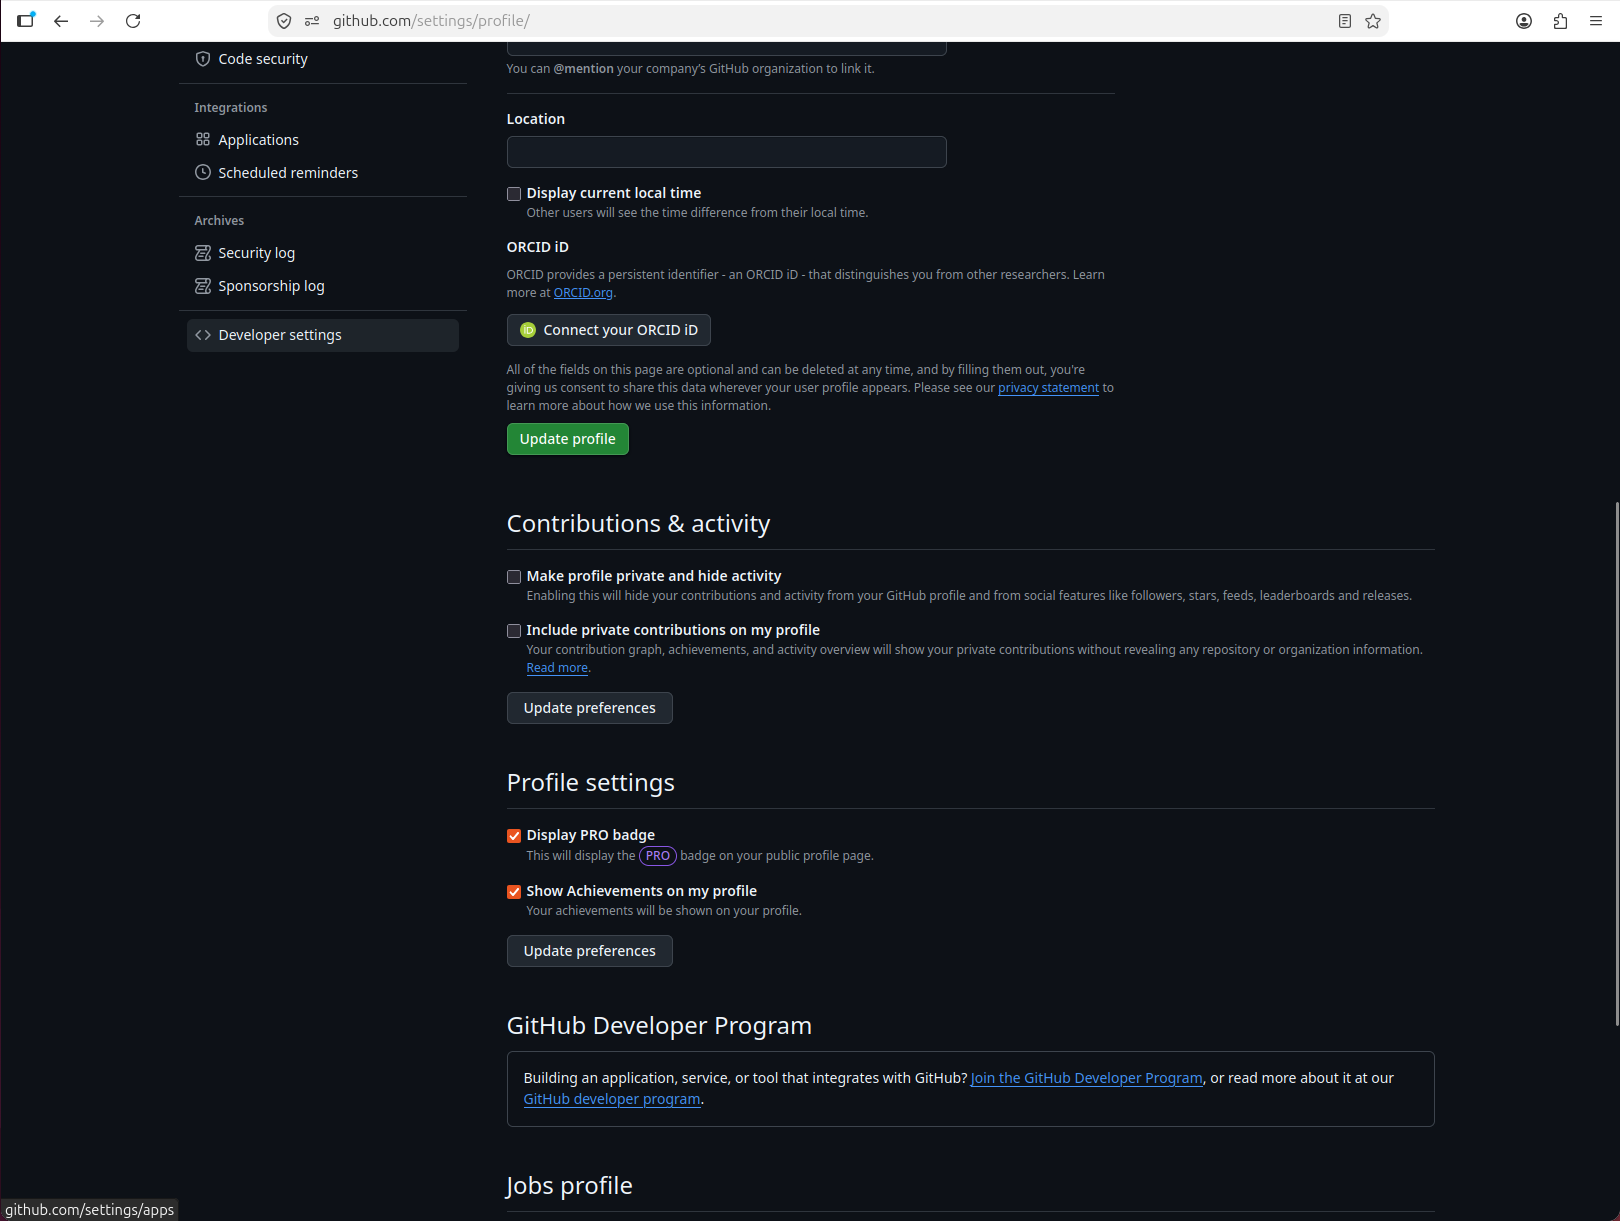 github.com/settings/profile/
Code security
Integrations
Applications
Scheduled reminders
Archives
Security log
Sponsorship log
Developer settings
You can @mention your company's GitHub organization to link it.
Location
Display current local time
Other users will see the time difference from their local time.
ORCID iD
ORCID provides a persistent identifier - an ORCID iD - that distinguishes you from other researchers. Learn
more at ORCID.org.
iD Connect your ORCID iD
All of the fields on this page are optional and can be deleted at any time, and by filling them out, you're
giving us consent to share this data wherever your user profile appears. Please see our privacy statement to
learn more about how we use this information.
Update profile
Contributions & activity
Make profile private and hide activity
Enabling this will hide your contributions and activity from your GitHub profile and from social features like followers, stars, feeds, leaderboards and releases.
Include private contributions on my profile
Your contribution graph, achievements, and activity overview will show your private contributions without revealing any repository or organization information.
Read more.
Update preferences
Profile settings
Display PRO badge
This will display the PRO badge on your public profile page.
Show Achievements on my profile
Your achievements will be shown on your profile.
Update preferences
GitHub Developer Program
Building an application, service, or tool that integrates with GitHub? Join the GitHub Developer Program, or read more about it at our
GitHub developer program.
Jobs profile
github.com/settings/apps